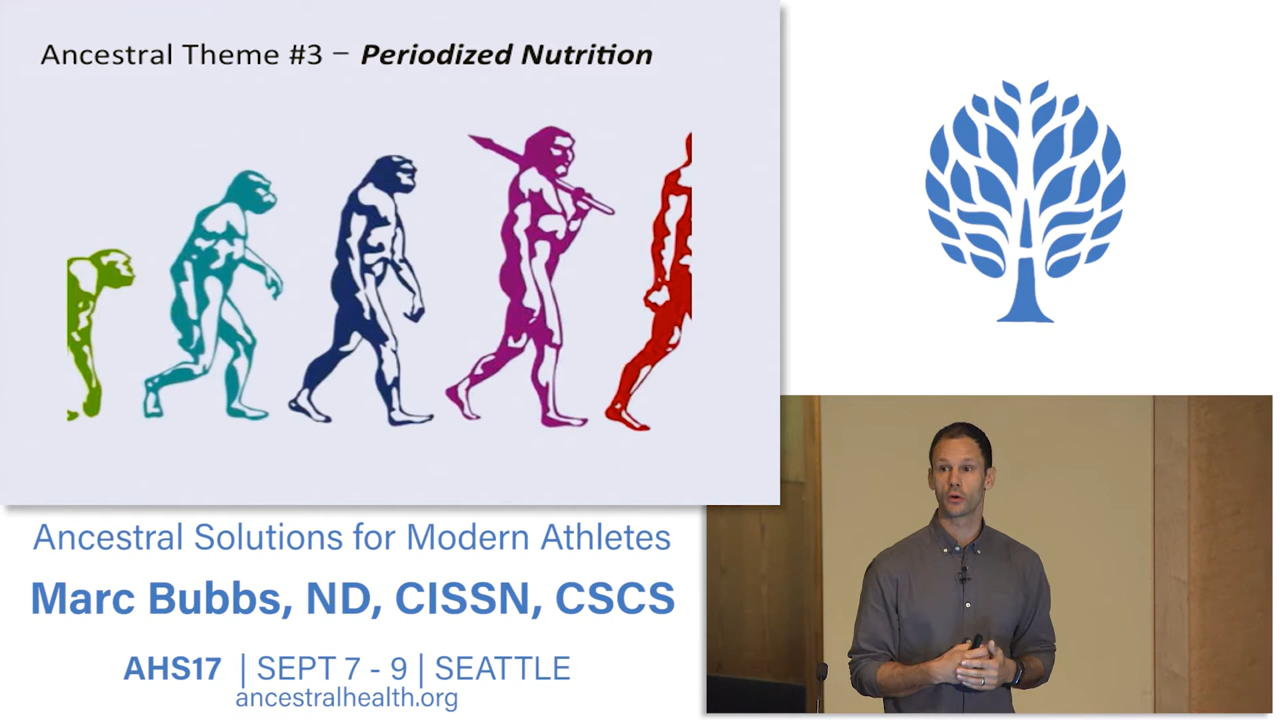 Ancestral Theme #3 – Periodized Nutrition
Ancestral Solutions for Modern Athletes
Marc Bubbs, ND, CISSN, CSCS
AHS17 | SEPT 7 - 9 | SEATTLE
ancestralhealth.org